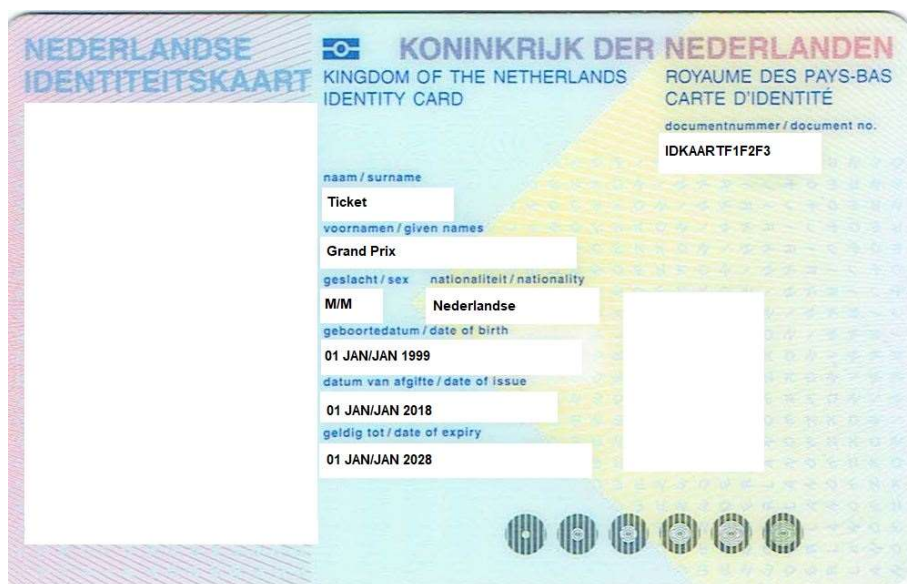 NEDERLANDSE
IDENTITEITSKAART
KONINKRIJK DER NEDERLANDEN
KINGDOM OF THE NETHERLANDS
IDENTITY CARD
ROYAUME DES PAYS-BAS
CARTE D'IDENTITÉ
documentnummer / document no.
IDKAARTF1F2F3
naam / surname
Ticket
voornamen / given names
Grand Prix
geslacht / sex nationaliteit / nationality
M/M Nederlandse
geboortedatum / date of birth
01 JAN/JAN 1999
datum van afgifte / date of issue
01 JAN/JAN 2018
geldig tot / date of expiry
01 JAN/JAN 2028